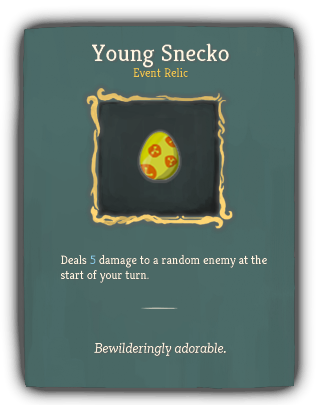 Young Snecko
Event Relic
Deals 5 damage to a random enemy at the
start of your turn.
Bewilderingly adorable.